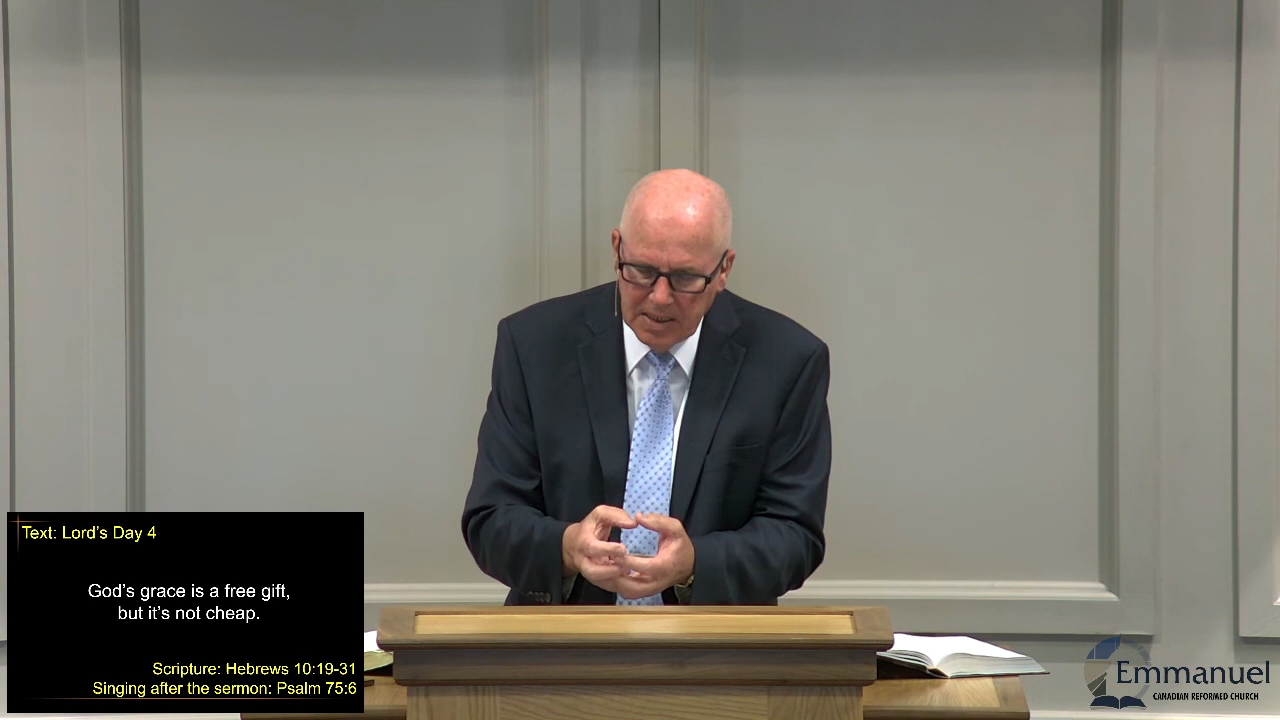 Text: Lord's Day 4
God's grace is a free gift,
but it's not cheap.
Scripture: Hebrews 10:19-31
Singing after the sermon: Psalm 75:6
Emmanuel
CANADIAN REFORMED CHURCH